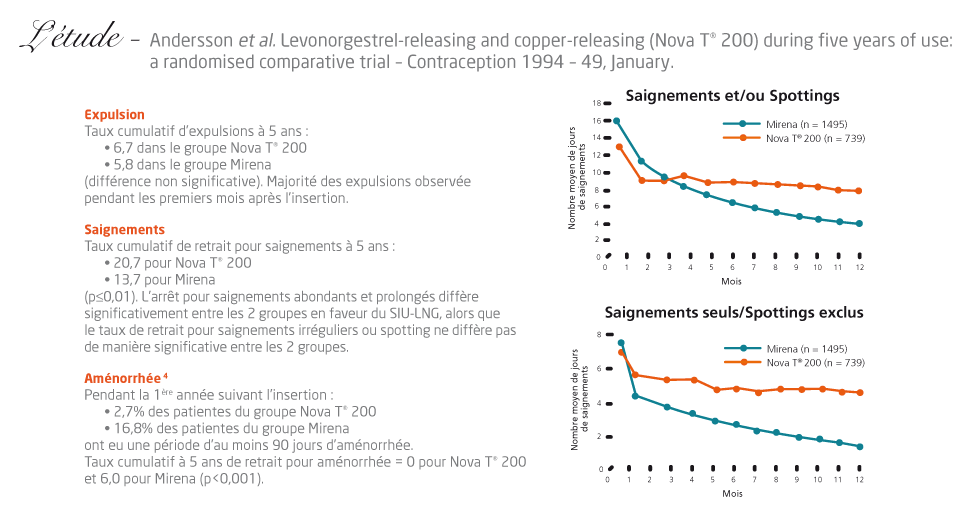 L'étude – Andersson et al. Levonorgestrel-releasing and copper-releasing (Nova T® 200) during five years of use:
a randomised comparative trial – Contraception 1994 – 49, January.
Expulsion
Taux cumulatif d'expulsions à 5 ans :
• 6,7 dans le groupe Nova T® 200
• 5,8 dans le groupe Mirena
(différence non significative). Majorité des expulsions observée
pendant les premiers mois après l'insertion.
Saignements
Taux cumulatif de retrait pour saignements à 5 ans :
• 20,7 pour Nova T® 200
• 13,7 pour Mirena
(p≤0,01). L'arrêt pour saignements abondants et prolongés diffère
significativement entre les 2 groupes en faveur du SIU-LNG, alors que
le taux de retrait pour saignements irréguliers ou spotting ne diffère pas
de manière significative entre les 2 groupes.
Aménorrhée ⁴
Pendant la 1ère année suivant l'insertion :
• 2,7% des patientes du groupe Nova T® 200
• 16,8% des patientes du groupe Mirena
ont eu une période d'au moins 90 jours d'aménorrhée.
Taux cumulatif à 5 ans de retrait pour aménorrhée = 0 pour Nova T® 200
et 6,0 pour Mirena (p<0,001).
Saignements et/ou Spottings
Mirena (n = 1495)
Nova T® 200 (n = 739)
Nombre moyen de jours
de saignements
18
16
14
12
10
8
6
4
2
0
0 1 2 3 4 5 6 7 8 9 10 11 12
Mois
Saignements seuls/Spottings exclus
Mirena (n = 1495)
Nova T® 200 (n = 739)
Nombre moyen de jours
de saignements
8
6
4
2
0
0 1 2 3 4 5 6 7 8 9 10 11 12
Mois